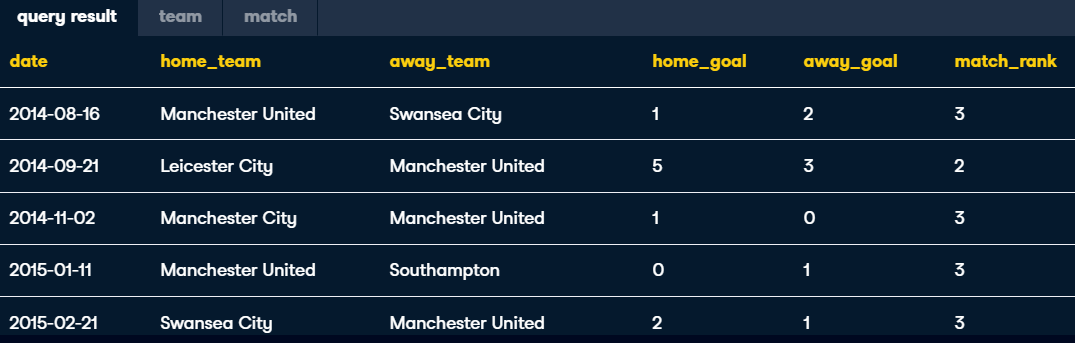 query result team match
date home_team away_team home_goal away_goal match_rank
2014-08-16 Manchester United Swansea City 1 2 3
2014-09-21 Leicester City Manchester United 5 3 2
2014-11-02 Manchester City Manchester United 1 0 3
2015-01-11 Manchester United Southampton 0 1 3
2015-02-21 Swansea City Manchester United 2 1 3